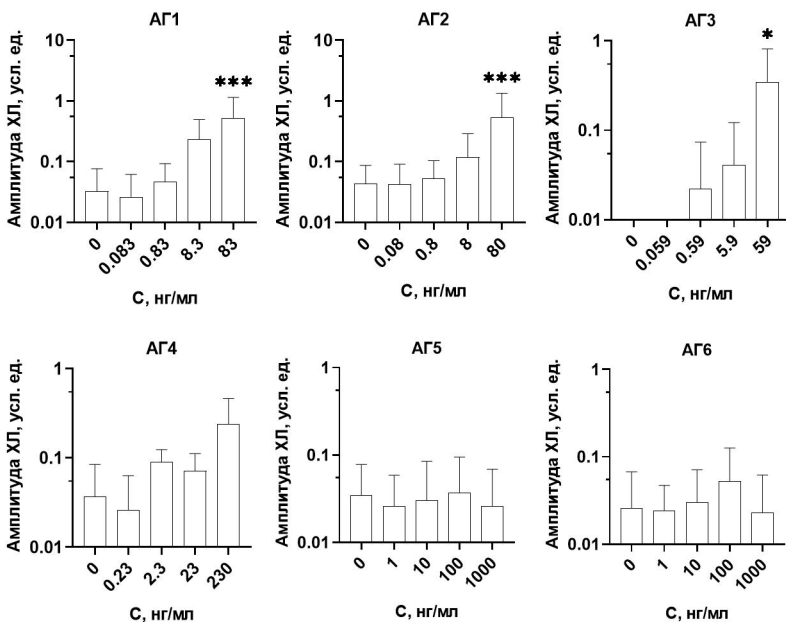 АГ1
Амплитуда ХЛ, усл. ед.
10
1
0.1
0.01
***
0
0.083
0.83
8.3
83
С, нг/мл
АГ2
Амплитуда ХЛ, усл. ед.
10
1
0.1
0.01
***
0
0.08
0.8
8
80
С, нг/мл
АГ3
Амплитуда ХЛ, усл. ед.
1
0.1
0.01
*
0
0.059
0.59
5.9
59
С, нг/мл
АГ4
Амплитуда ХЛ, усл. ед.
1
0.1
0.01
0
0.23
2.3
23
230
С, нг/мл
АГ5
Амплитуда ХЛ, усл. ед.
1
0.1
0.01
0
1
10
100
1000
С, нг/мл
АГ6
Амплитуда ХЛ, усл. ед.
1
0.1
0.01
0
1
10
100
1000
С, нг/мл